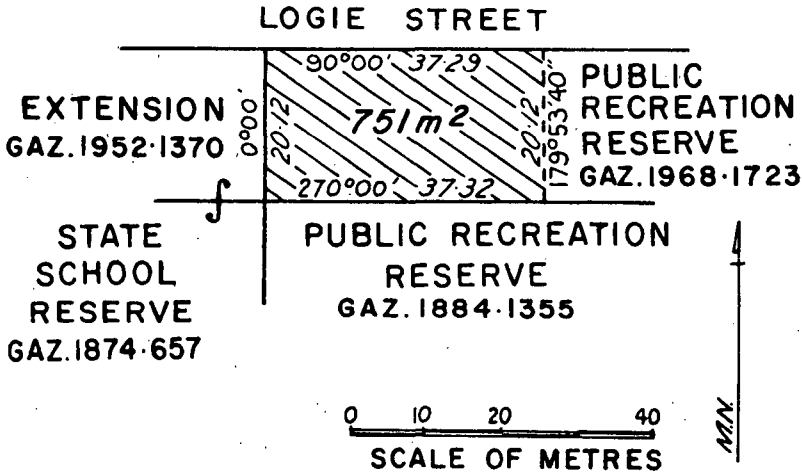 LOGIE STREET
90°00' 37·29
EXTENSION
GAZ. 1952·1370
0°00'
20·12
751m²
20·12
179°53'40"
270°00' 37·32
PUBLIC
RECREATION
RESERVE
GAZ. 1968·1723
STATE
SCHOOL
RESERVE
GAZ. 1874·657
PUBLIC RECREATION
RESERVE
GAZ. 1884·1355
M.N.
0 10 20 40
SCALE OF METRES